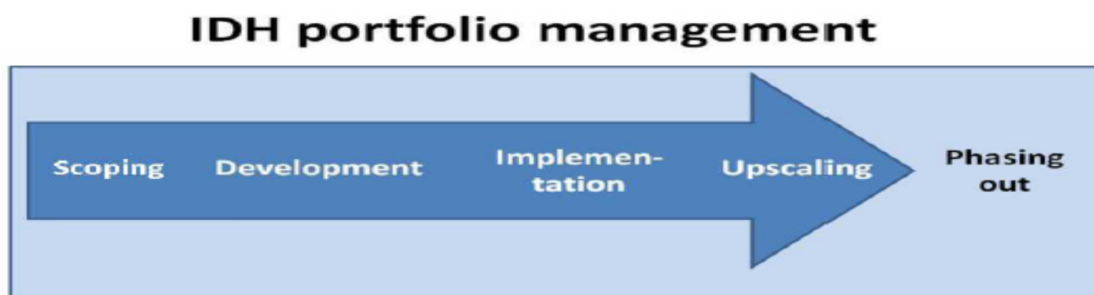 IDH portfolio management
Scoping
Development
Implemen-
tation
Upscaling
Phasing
out